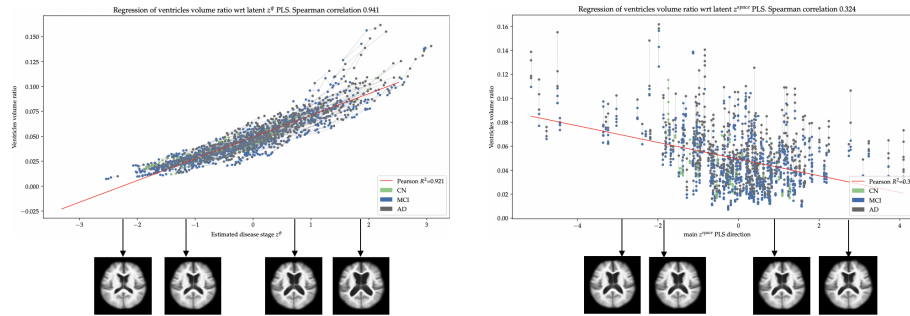 Regression of ventricles volume ratio wrt latent z^ψ PLS. Spearman correlation 0.941
Ventricles volume ratio
0.150
0.125
0.100
0.075
0.050
0.025
0.000
−0.025
Pearson R²=0.921
CN
MCI
AD
−3 −2 −1 0 1 2 3
Estimated disease stage z^ψ
Regression of ventricles volume ratio wrt latent z^space PLS. Spearman correlation 0.324
Ventricles volume ratio
0.16
0.14
0.12
0.10
0.08
0.06
0.04
0.02
0.00
Pearson R²=0.3
CN
MCI
AD
−4 −2 0 2 4
main z^space PLS direction